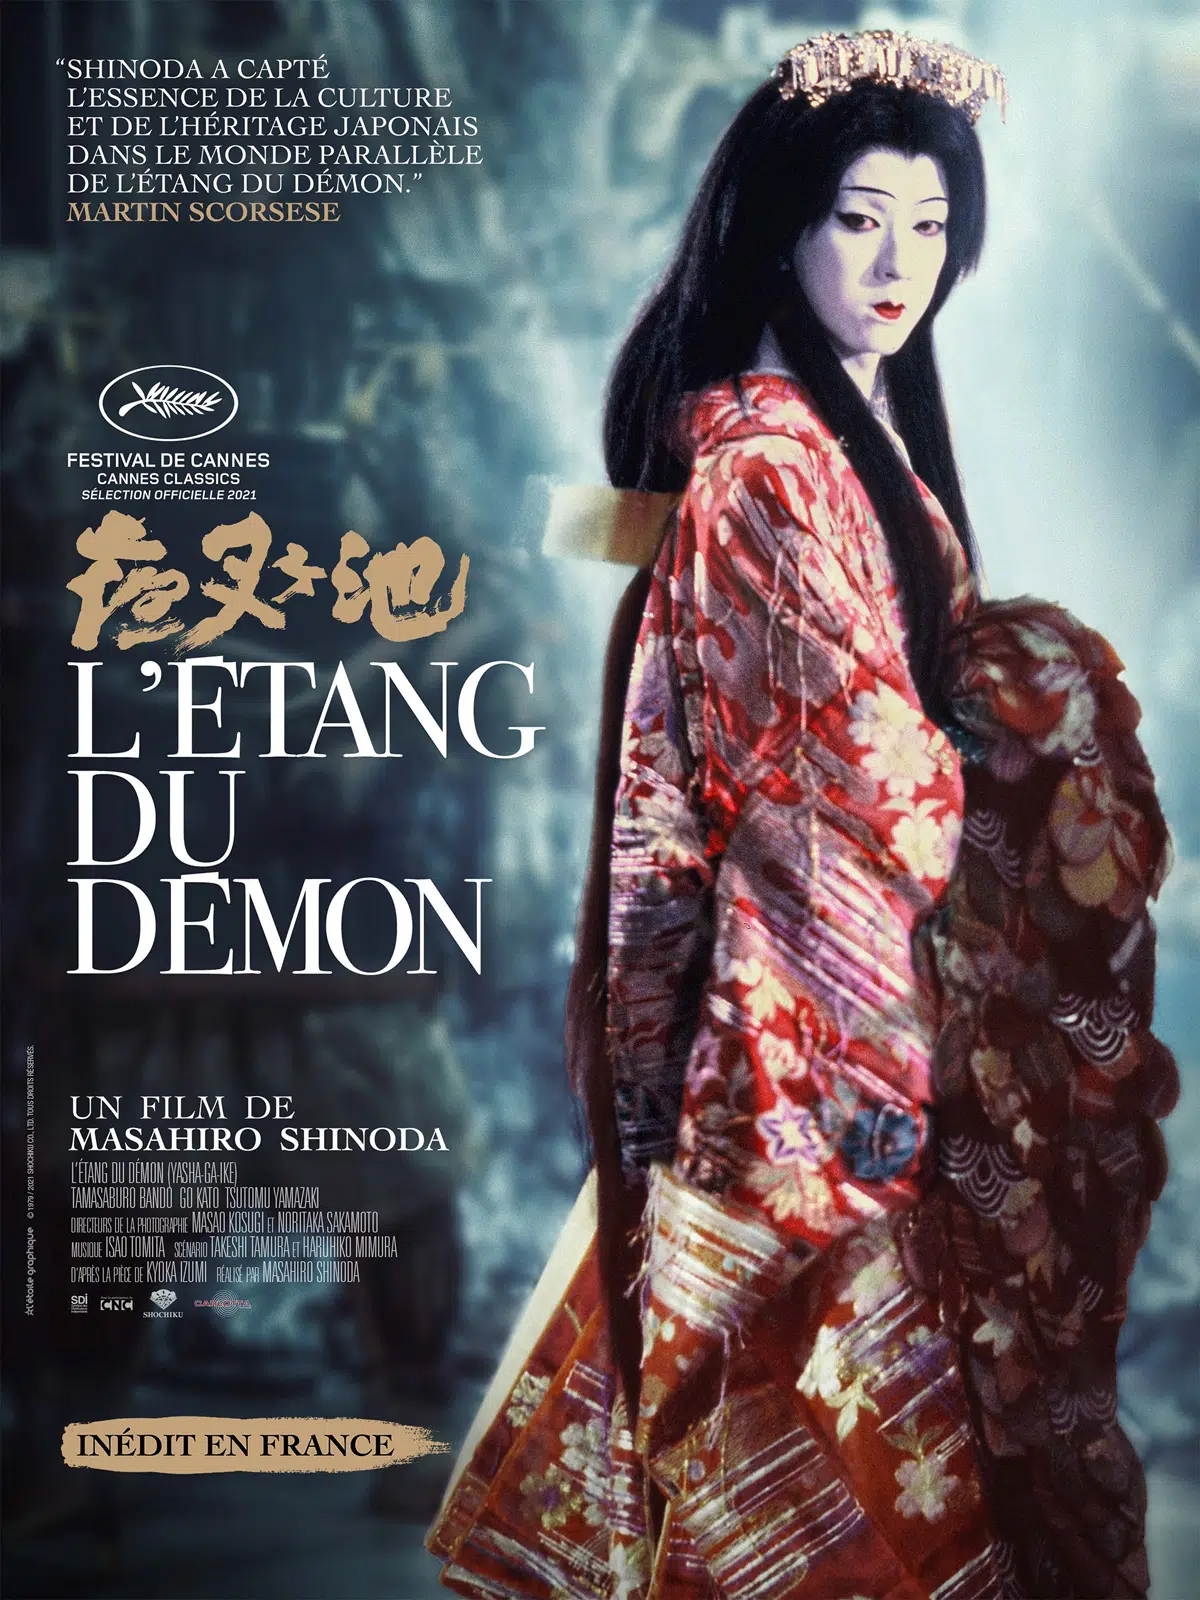 “SHINODA A CAPTÉ
L’ESSENCE DE LA CULTURE
ET DE L’HÉRITAGE JAPONAIS
DANS LE MONDE PARALLÈLE
DE L’ÉTANG DU DÉMON.”
MARTIN SCORSESE
FESTIVAL DE CANNES
CANNES CLASSICS
SÉLECTION OFFICIELLE 2021
夜叉ヶ池
L’ÉTANG
DU
DÉMON
UN FILM DE
MASAHIRO SHINODA
L’ÉTANG DU DÉMON (YASHA-GA-IKE)
TAMASABURO BANDÔ GO KATO TSUTOMU YAMAZAKI
DIRECTEURS DE LA PHOTOGRAPHIE MASAO KOSUGI ET NORITAKA SAKAMOTO
MUSIQUE ISAO TOMITA SCÉNARIO TAKESHI TAMURA ET HARUHIKO MIMURA
D’APRÈS LA PIÈCE DE KYOKA IZUMI RÉALISÉ PAR MASAHIRO SHINODA
SDI CNC SHOCHIKU CARLOTTA
INÉDIT EN FRANCE
L’étoile graphique © 1979 / 2021 SHOCHIKU CO., LTD. TOUS DROITS RÉSERVÉS.